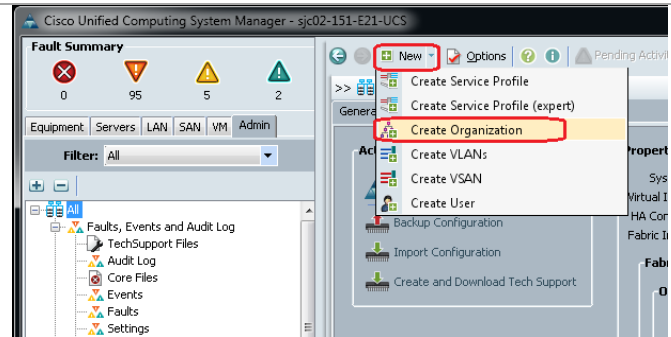 Cisco Unified Computing System Manager - sjc02-151-E21-UCS
Fault Summary
0 95 5 2
New Options Pending Activi
>>
Equipment Servers LAN SAN VM Admin
Filter: All
All
Faults, Events and Audit Log
TechSupport Files
Audit Log
Core Files
Events
Faults
Settings
Genera
Create Service Profile
Create Service Profile (expert)
Create Organization
Create VLANs
Create VSAN
Create User
Ac
Backup Configuration
Import Configuration
Create and Download Tech Support
Propert
Sys
Virtual I
HA Con
Fabric In
Fab
O